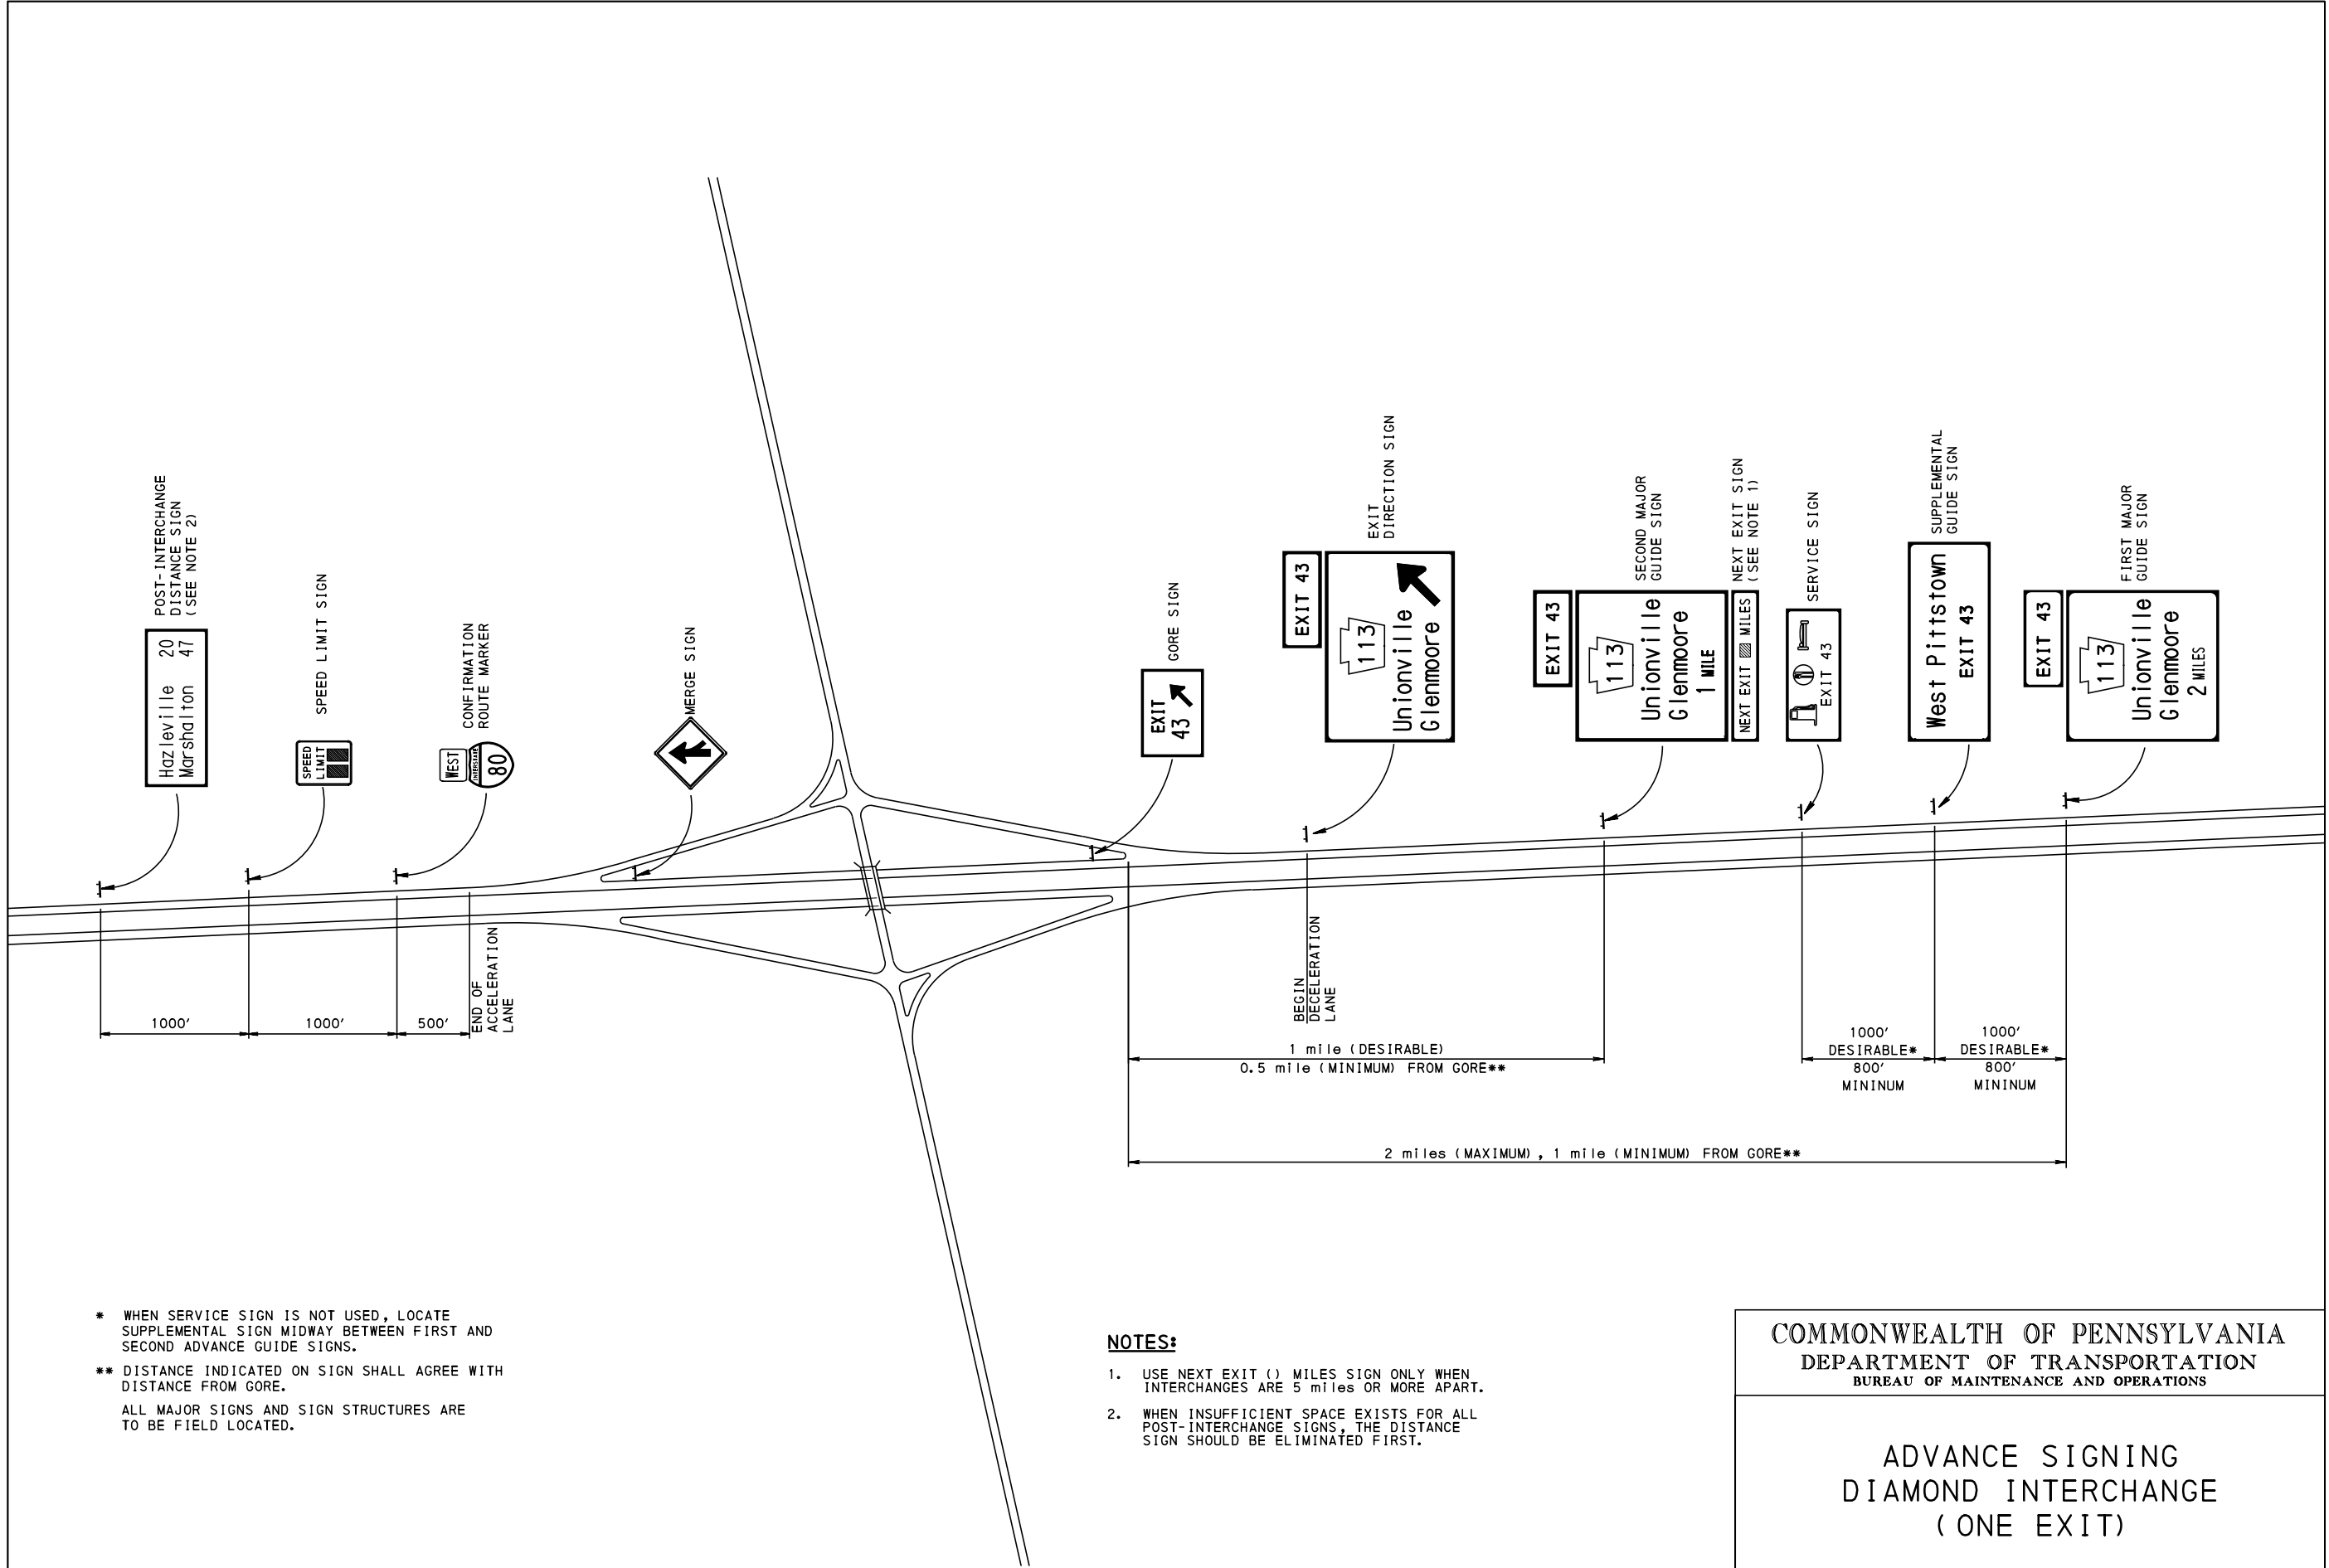 POST-INTERCHANGE
DISTANCE SIGN
(SEE NOTE 2)
Hazleville 20
Marshalton 47
SPEED LIMIT SIGN
SPEED
LIMIT
CONFIRMATION
ROUTE MARKER
WEST
INTERSTATE
80
MERGE SIGN
GORE SIGN
EXIT
43
EXIT
DIRECTION SIGN
EXIT 43
113
Unionville
Glenmoore
SECOND MAJOR
GUIDE SIGN
EXIT 43
113
Unionville
Glenmoore
1 MILE
NEXT EXIT SIGN
(SEE NOTE 1)
NEXT EXIT MILES
SERVICE SIGN
EXIT 43
SUPPLEMENTAL
GUIDE SIGN
West Pittstown
EXIT 43
FIRST MAJOR
GUIDE SIGN
EXIT 43
113
Unionville
Glenmoore
2 MILES
1000'
1000'
500'
END OF
ACCELERATION
LANE
BEGIN
DECELERATION
LANE
1 mile (DESIRABLE)
0.5 mile (MINIMUM) FROM GORE**
1000'
DESIRABLE*
800'
MININUM
1000'
DESIRABLE*
800'
MININUM
2 miles (MAXIMUM), 1 mile (MINIMUM) FROM GORE**
* WHEN SERVICE SIGN IS NOT USED, LOCATE
SUPPLEMENTAL SIGN MIDWAY BETWEEN FIRST AND
SECOND ADVANCE GUIDE SIGNS.
** DISTANCE INDICATED ON SIGN SHALL AGREE WITH
DISTANCE FROM GORE.
ALL MAJOR SIGNS AND SIGN STRUCTURES ARE
TO BE FIELD LOCATED.
NOTES:
1. USE NEXT EXIT () MILES SIGN ONLY WHEN
INTERCHANGES ARE 5 miles OR MORE APART.
2. WHEN INSUFFICIENT SPACE EXISTS FOR ALL
POST-INTERCHANGE SIGNS, THE DISTANCE
SIGN SHOULD BE ELIMINATED FIRST.
COMMONWEALTH OF PENNSYLVANIA
DEPARTMENT OF TRANSPORTATION
BUREAU OF MAINTENANCE AND OPERATIONS
ADVANCE SIGNING
DIAMOND INTERCHANGE
(ONE EXIT)